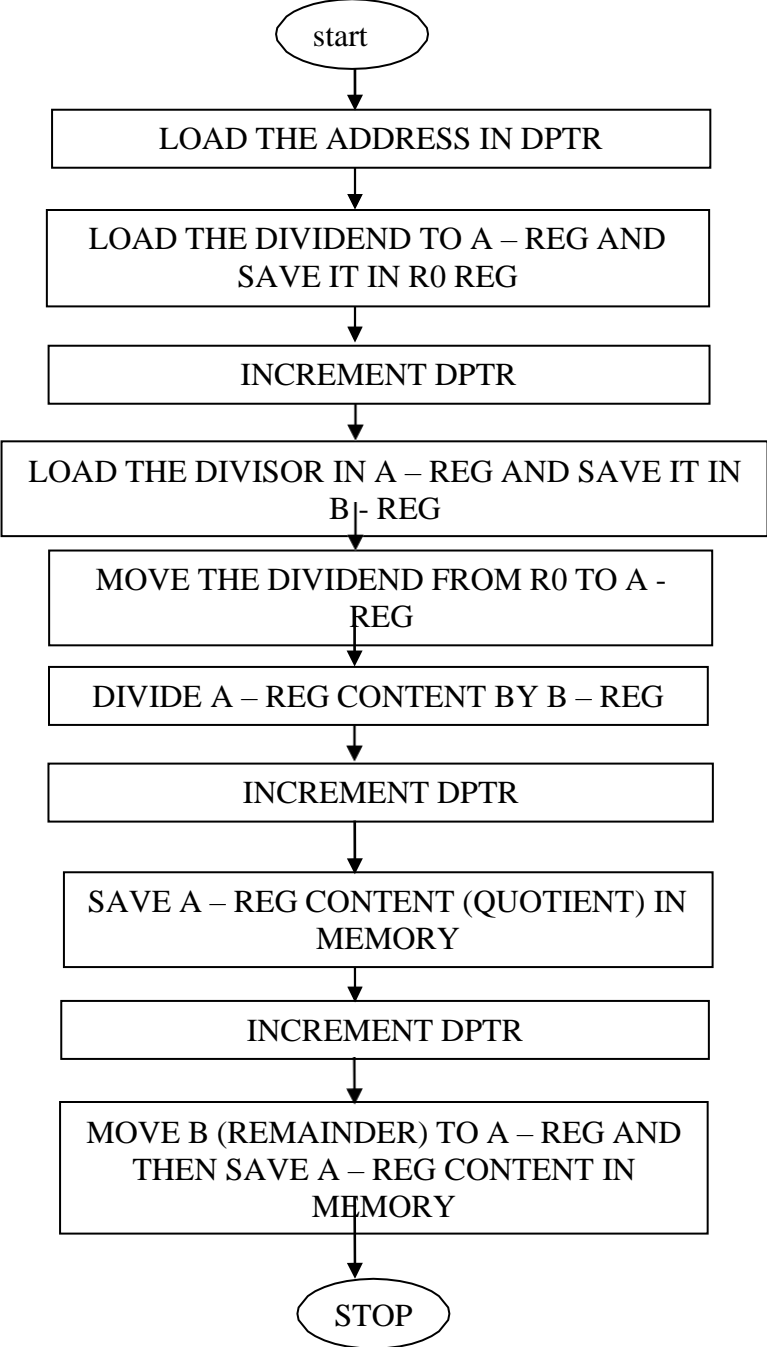 start
LOAD THE ADDRESS IN DPTR
LOAD THE DIVIDEND TO A – REG AND
SAVE IT IN R0 REG
INCREMENT DPTR
LOAD THE DIVISOR IN A – REG AND SAVE IT IN
B - REG
MOVE THE DIVIDEND FROM R0 TO A -
REG
DIVIDE A – REG CONTENT BY B – REG
INCREMENT DPTR
SAVE A – REG CONTENT (QUOTIENT) IN
MEMORY
INCREMENT DPTR
MOVE B (REMAINDER) TO A – REG AND
THEN SAVE A – REG CONTENT IN
MEMORY
STOP